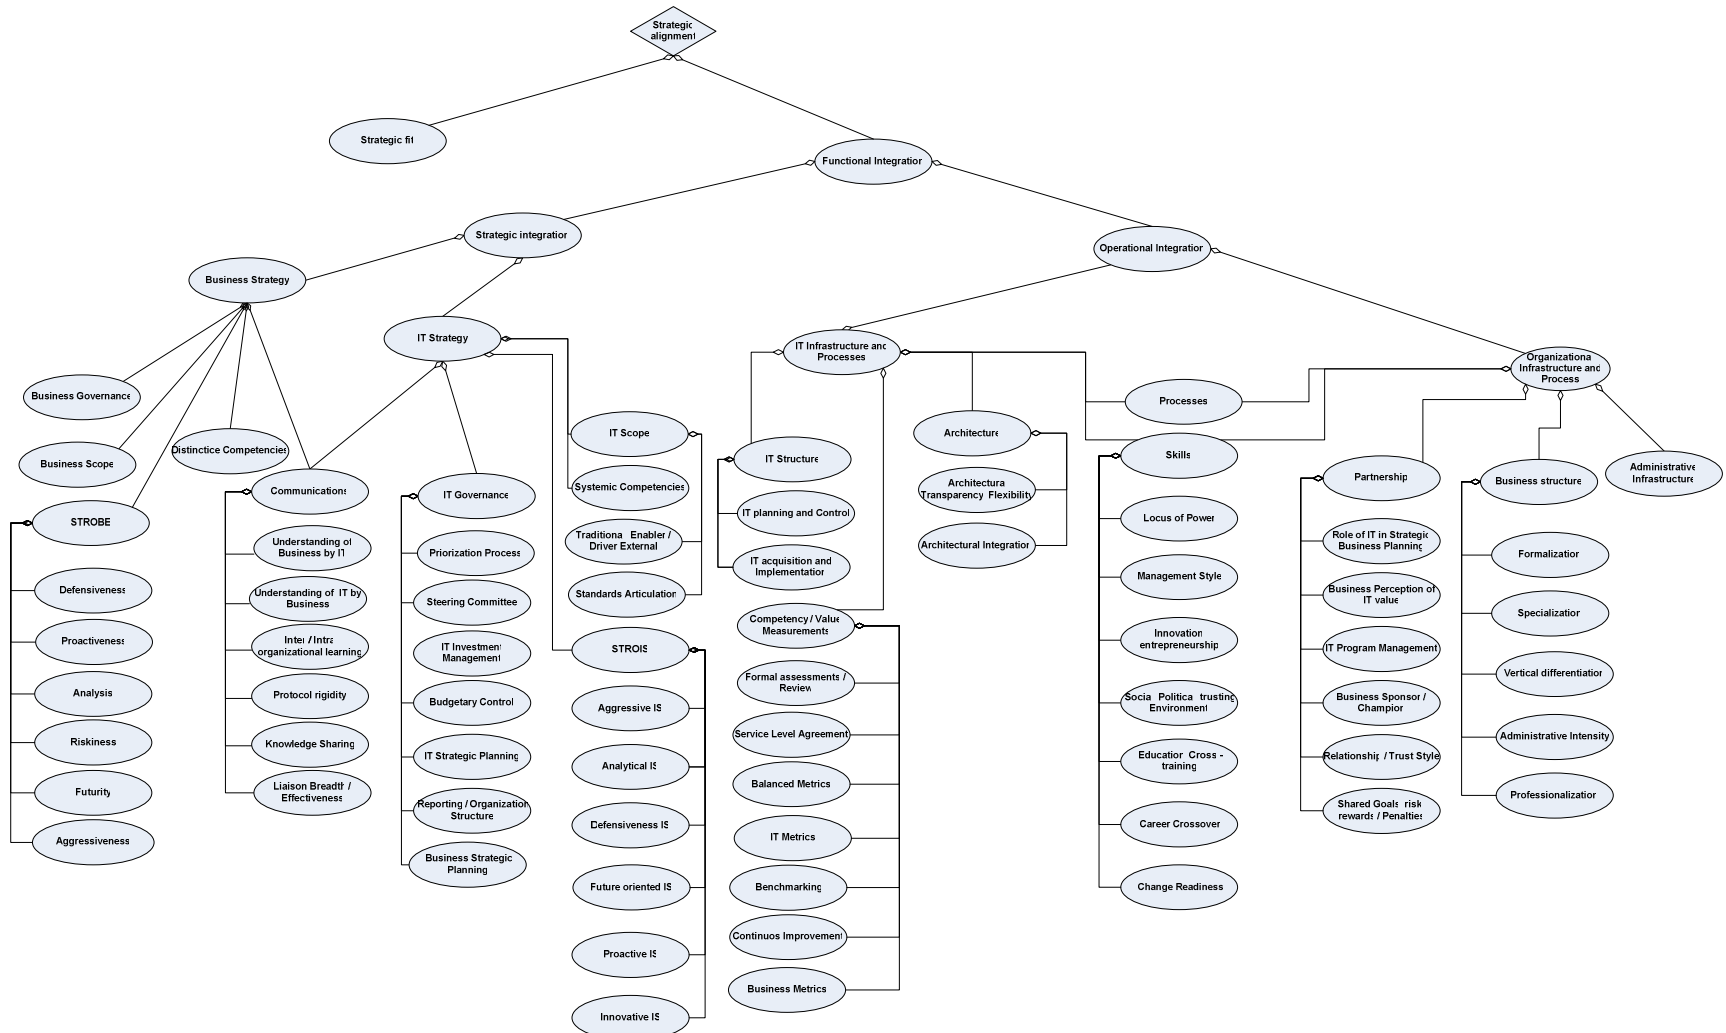 Strategic
alignment
Strategic fit
Functional Integration
Strategic integration
Operational Integration
Business Strategy
IT Strategy
IT Infrastructure and
Processes
Organizationa
Infrastructure and
Process
Business Governance
Business Scope
Distinctice Competencies
STROBE
Defensiveness
Proactiveness
Analysis
Riskiness
Futurity
Aggressiveness
Communications
Understanding of
Business by IT
Understanding of IT by
Business
Inter / Intra
organizational learning
Protocol rigidity
Knowledge Sharing
Liaison Breadth /
Effectiveness
IT Governance
Priorization Process
Steering Committee
IT Investment
Management
Budgetary Control
IT Strategic Planning
Reporting / Organization
Structure
Business Strategic
Planning
IT Scope
Systemic Competencies
Traditiona Enabler /
Driver External
Standards Articulation
STROIS
Aggressive IS
Analytical IS
Defensiveness IS
Future oriented IS
Proactive IS
Innovative IS
IT Structure
IT planning and Control
IT acquisition and
Implementation
Competency / Value
Measurements
Formal assessments /
Review
Service Level Agreement
Balanced Metrics
IT Metrics
Benchmarking
Continuos Improvement
Business Metrics
Architecture
Architectura
Transparency Flexibility
Architectural Integration
Processes
Skills
Locus of Power
Management Style
Innovation
entrepreneurship
Socia Politica trusting
Environment
Education Cross -
training
Career Crossover
Change Readiness
Partnership
Role of IT in Strategic
Business Planning
Business Perception of
IT value
IT Program Management
Business Sponsor /
Champion
Relationship / Trust Style
Shared Goals risk
rewards / Penalties
Business structure
Formalization
Specialization
Vertical differentiation
Administrative Intensity
Professionalization
Administrative
Infrastructure